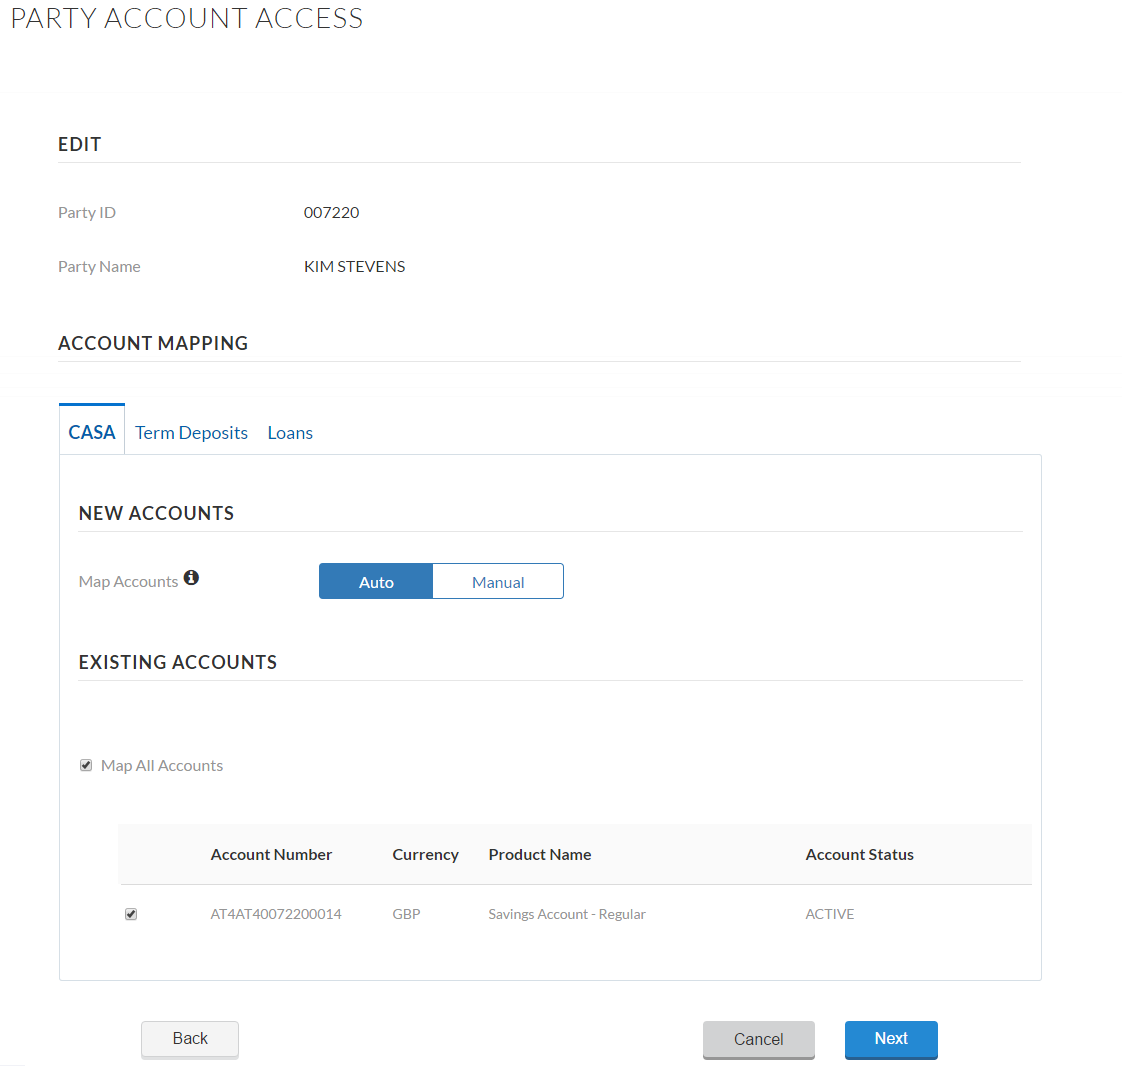 PARTY ACCOUNT ACCESS
EDIT
Party ID 007220
Party Name KIM STEVENS
ACCOUNT MAPPING
CASA Term Deposits Loans
NEW ACCOUNTS
Map Accounts Auto Manual
EXISTING ACCOUNTS
Map All Accounts
Account Number Currency Product Name Account Status
AT4AT40072200014 GBP Savings Account - Regular ACTIVE
Back Cancel Next